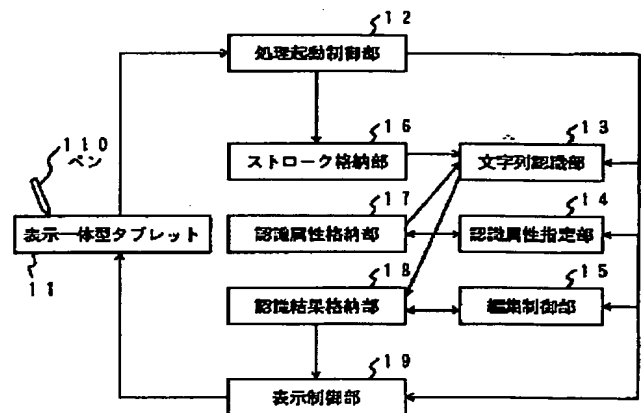 12
処理起動制御部
110
ペン
16
ストローク格納部
13
文字列認識部
17
認識属性格納部
14
認識属性指定部
表示一体型タブレット
11
18
認識結果格納部
15
編集制御部
19
表示制御部